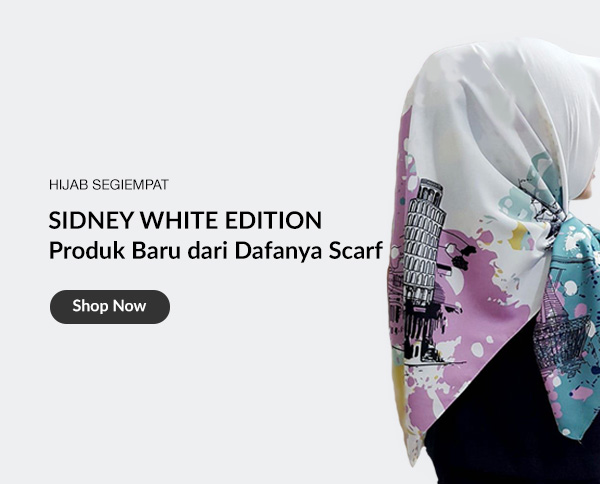 HIJAB SEGIEMPAT
SIDNEY WHITE EDITION
Produk Baru dari Dafanya Scarf
Shop Now